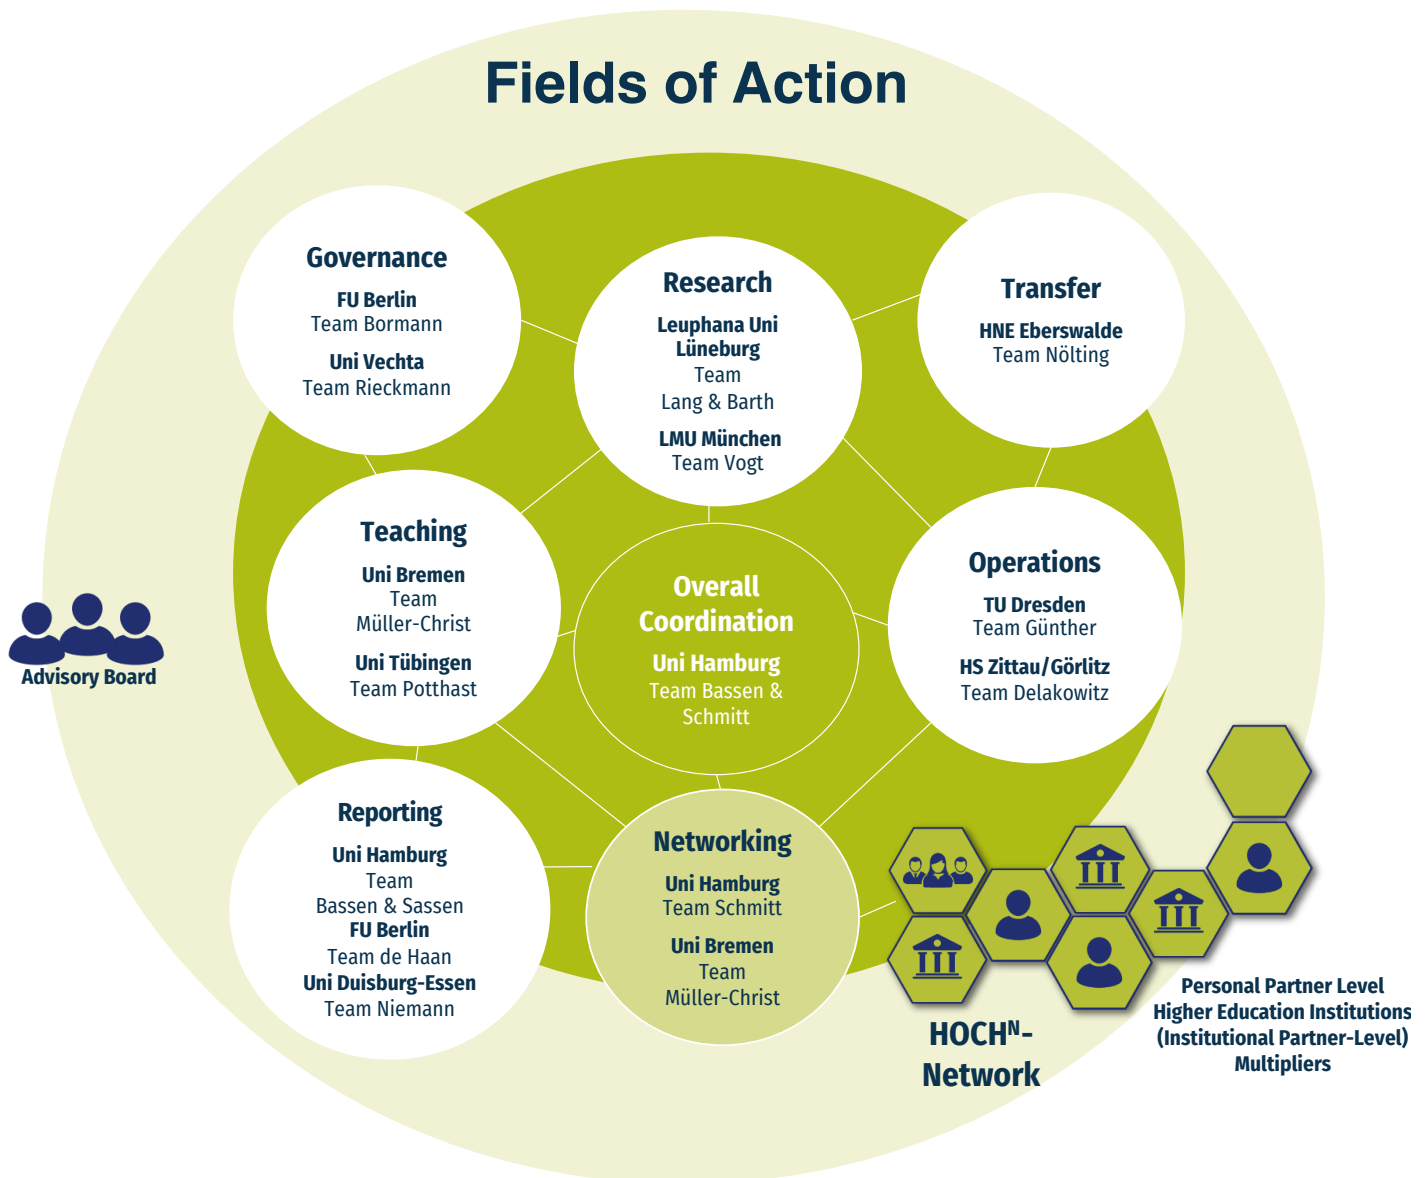 Fields of Action
Governance
FU Berlin
Team Bormann
Uni Vechta
Team Rieckmann
Research
Leuphana Uni
Lüneburg
Team
Lang & Barth
LMU München
Team Vogt
Transfer
HNE Eberswalde
Team Nölting
Teaching
Uni Bremen
Team
Müller-Christ
Uni Tübingen
Team Potthast
Overall
Coordination
Uni Hamburg
Team Bassen &
Schmitt
Operations
TU Dresden
Team Günther
HS Zittau/Görlitz
Team Delakowitz
Advisory Board
Reporting
Uni Hamburg
Team
Bassen & Sassen
FU Berlin
Team de Haan
Uni Duisburg-Essen
Team Niemann
Networking
Uni Hamburg
Team Schmitt
Uni Bremen
Team
Müller-Christ
HOCHᴺ-
Network
Personal Partner Level
Higher Education Institutions
(Institutional Partner-Level)
Multipliers